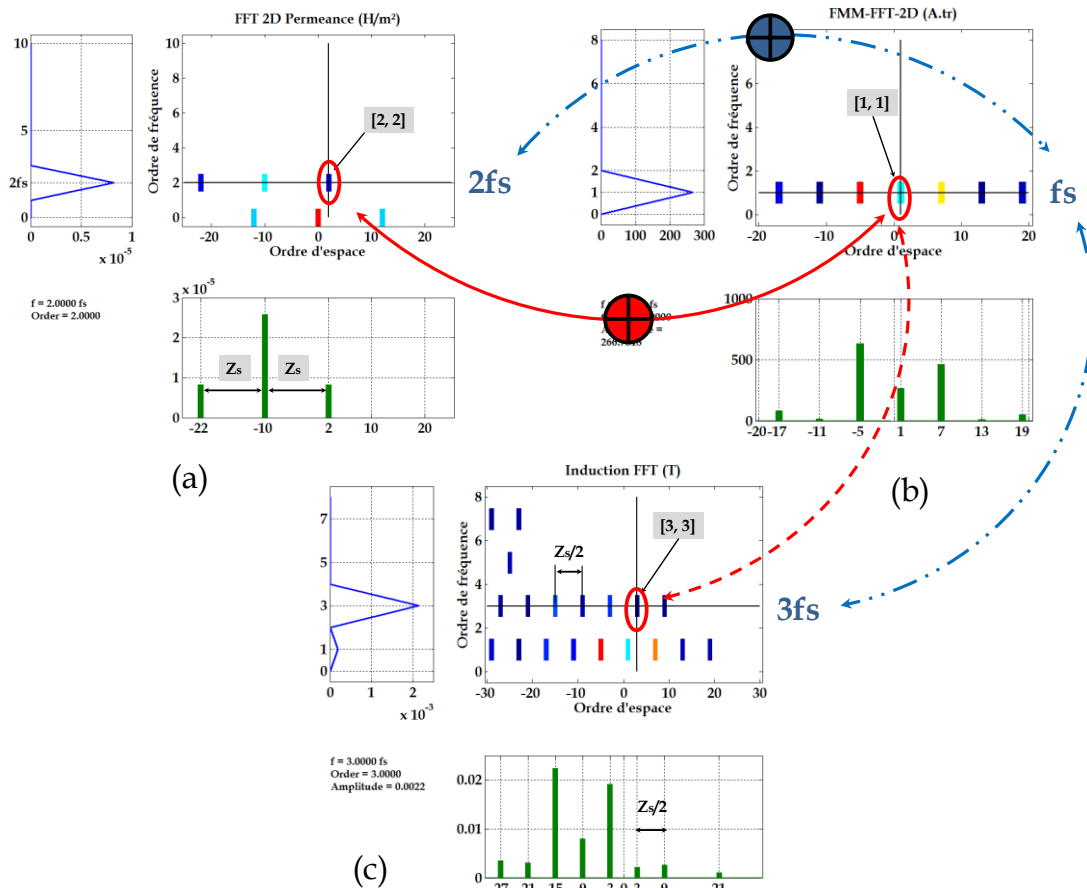 FFT 2D Permeance (H/m²)
10
5
2fs
0
0 0.5 1
x 10⁻⁵
Ordre de fréquence
10
8
6
4
2
0
-20 -10 0 10 20
Ordre d'espace
[2, 2]
2fs
f = 2.0000 fs
Order = 2.0000
x 10⁻⁵
3
2
1
0
Zs Zs
-22 -10 2 10 20
(a)
FMM-FFT-2D (A.tr)
8
6
4
2
1
0
0 100 200 300
Ordre de fréquence
8
6
4
2
0
-20 -10 0 10 20
Ordre d'espace
[1, 1]
fs
1000
500
0
-20 -17 -11 -5 1 7 13 19
(b)
Induction FFT (T)
7
5
3
1
0
0 1 2
x 10⁻³
Ordre de fréquence
8
6
4
2
0
-30 -20 -10 0 10 20 30
Ordre d'espace
Zs/2
[3, 3]
3fs
f = 3.0000 fs
Order = 3.0000
Amplitude = 0.0022
0.02
0.01
0
Zs/2
(c)